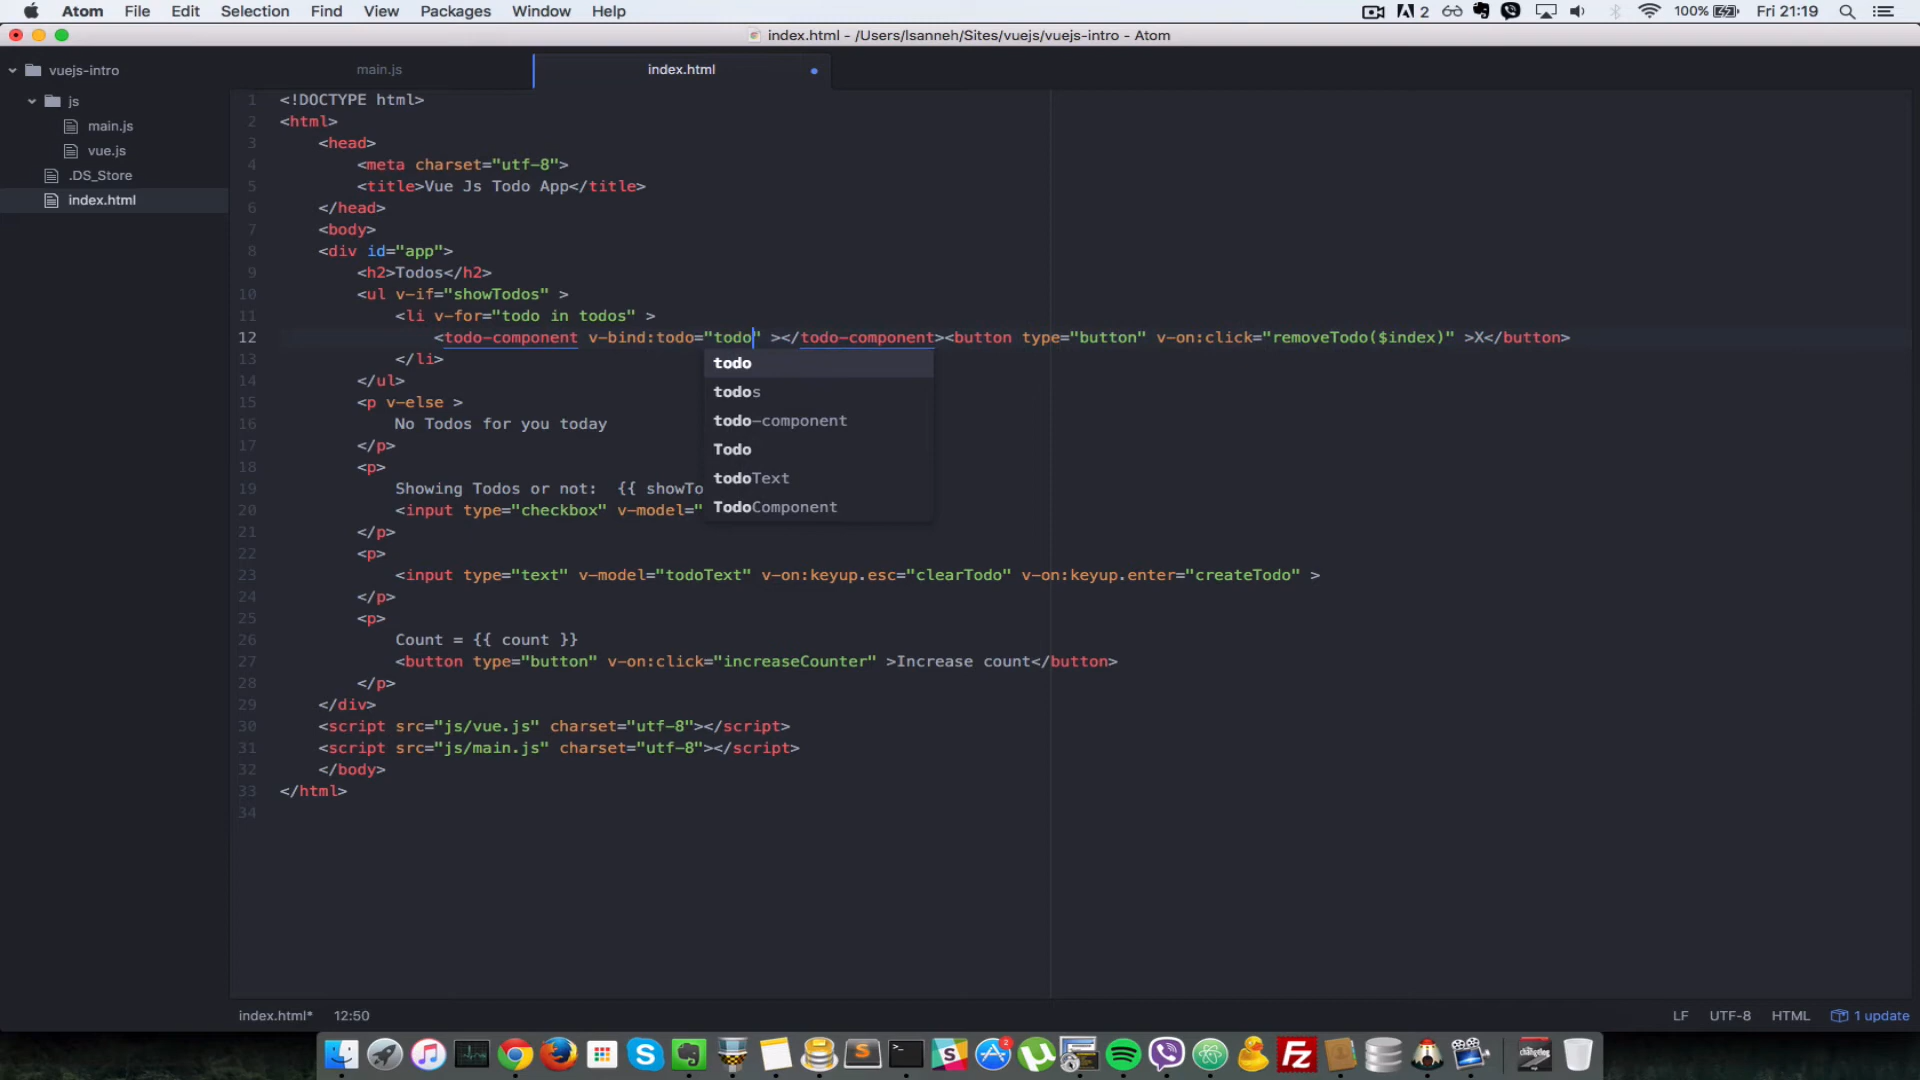 Atom File Edit Selection Find View Packages Window Help 2 100% Fri 21:19
index.html - /Users/lsanneh/Sites/vuejs/vuejs-intro - Atom
vuejs-intro
js
main.js
vue.js
.DS_Store
index.html
main.js index.html
1 <!DOCTYPE html>
2 <html>
3 <head>
4 <meta charset="utf-8">
5 <title>Vue Js Todo App</title>
6 </head>
7 <body>
8 <div id="app">
9 <h2>Todos</h2>
10 <ul v-if="showTodos" >
11 <li v-for="todo in todos" >
12 <todo-component v-bind:todo="todo" ></todo-component><button type="button" v-on:click="removeTodo($index)" >X</button>
13 </li>
14 </ul>
15 <p v-else >
16 No Todos for you today
17 </p>
18 <p>
19 Showing Todos or not: {{ showTo
20 <input type="checkbox" v-model="
21 </p>
22 <p>
23 <input type="text" v-model="todoText" v-on:keyup.esc="clearTodo" v-on:keyup.enter="createTodo" >
24 </p>
25 <p>
26 Count = {{ count }}
27 <button type="button" v-on:click="increaseCounter" >Increase count</button>
28 </p>
29 </div>
30 <script src="js/vue.js" charset="utf-8"></script>
31 <script src="js/main.js" charset="utf-8"></script>
32 </body>
33 </html>
34
todo
todos
todo-component
Todo
todoText
TodoComponent
index.html* 12:50 LF UTF-8 HTML 1 update
2